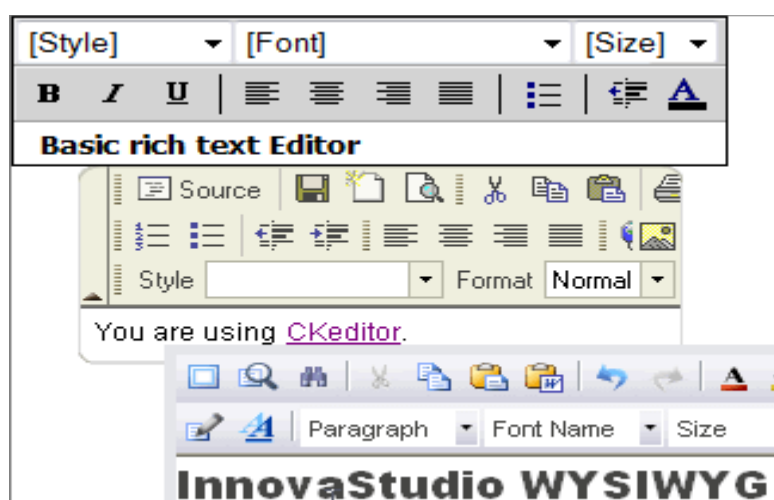 [Style] [Font] [Size]
B I U A
Basic rich text Editor
Source
Style Format Normal
You are using CKeditor.
A
Paragraph Font Name Size
InnovaStudio WYSIWYG